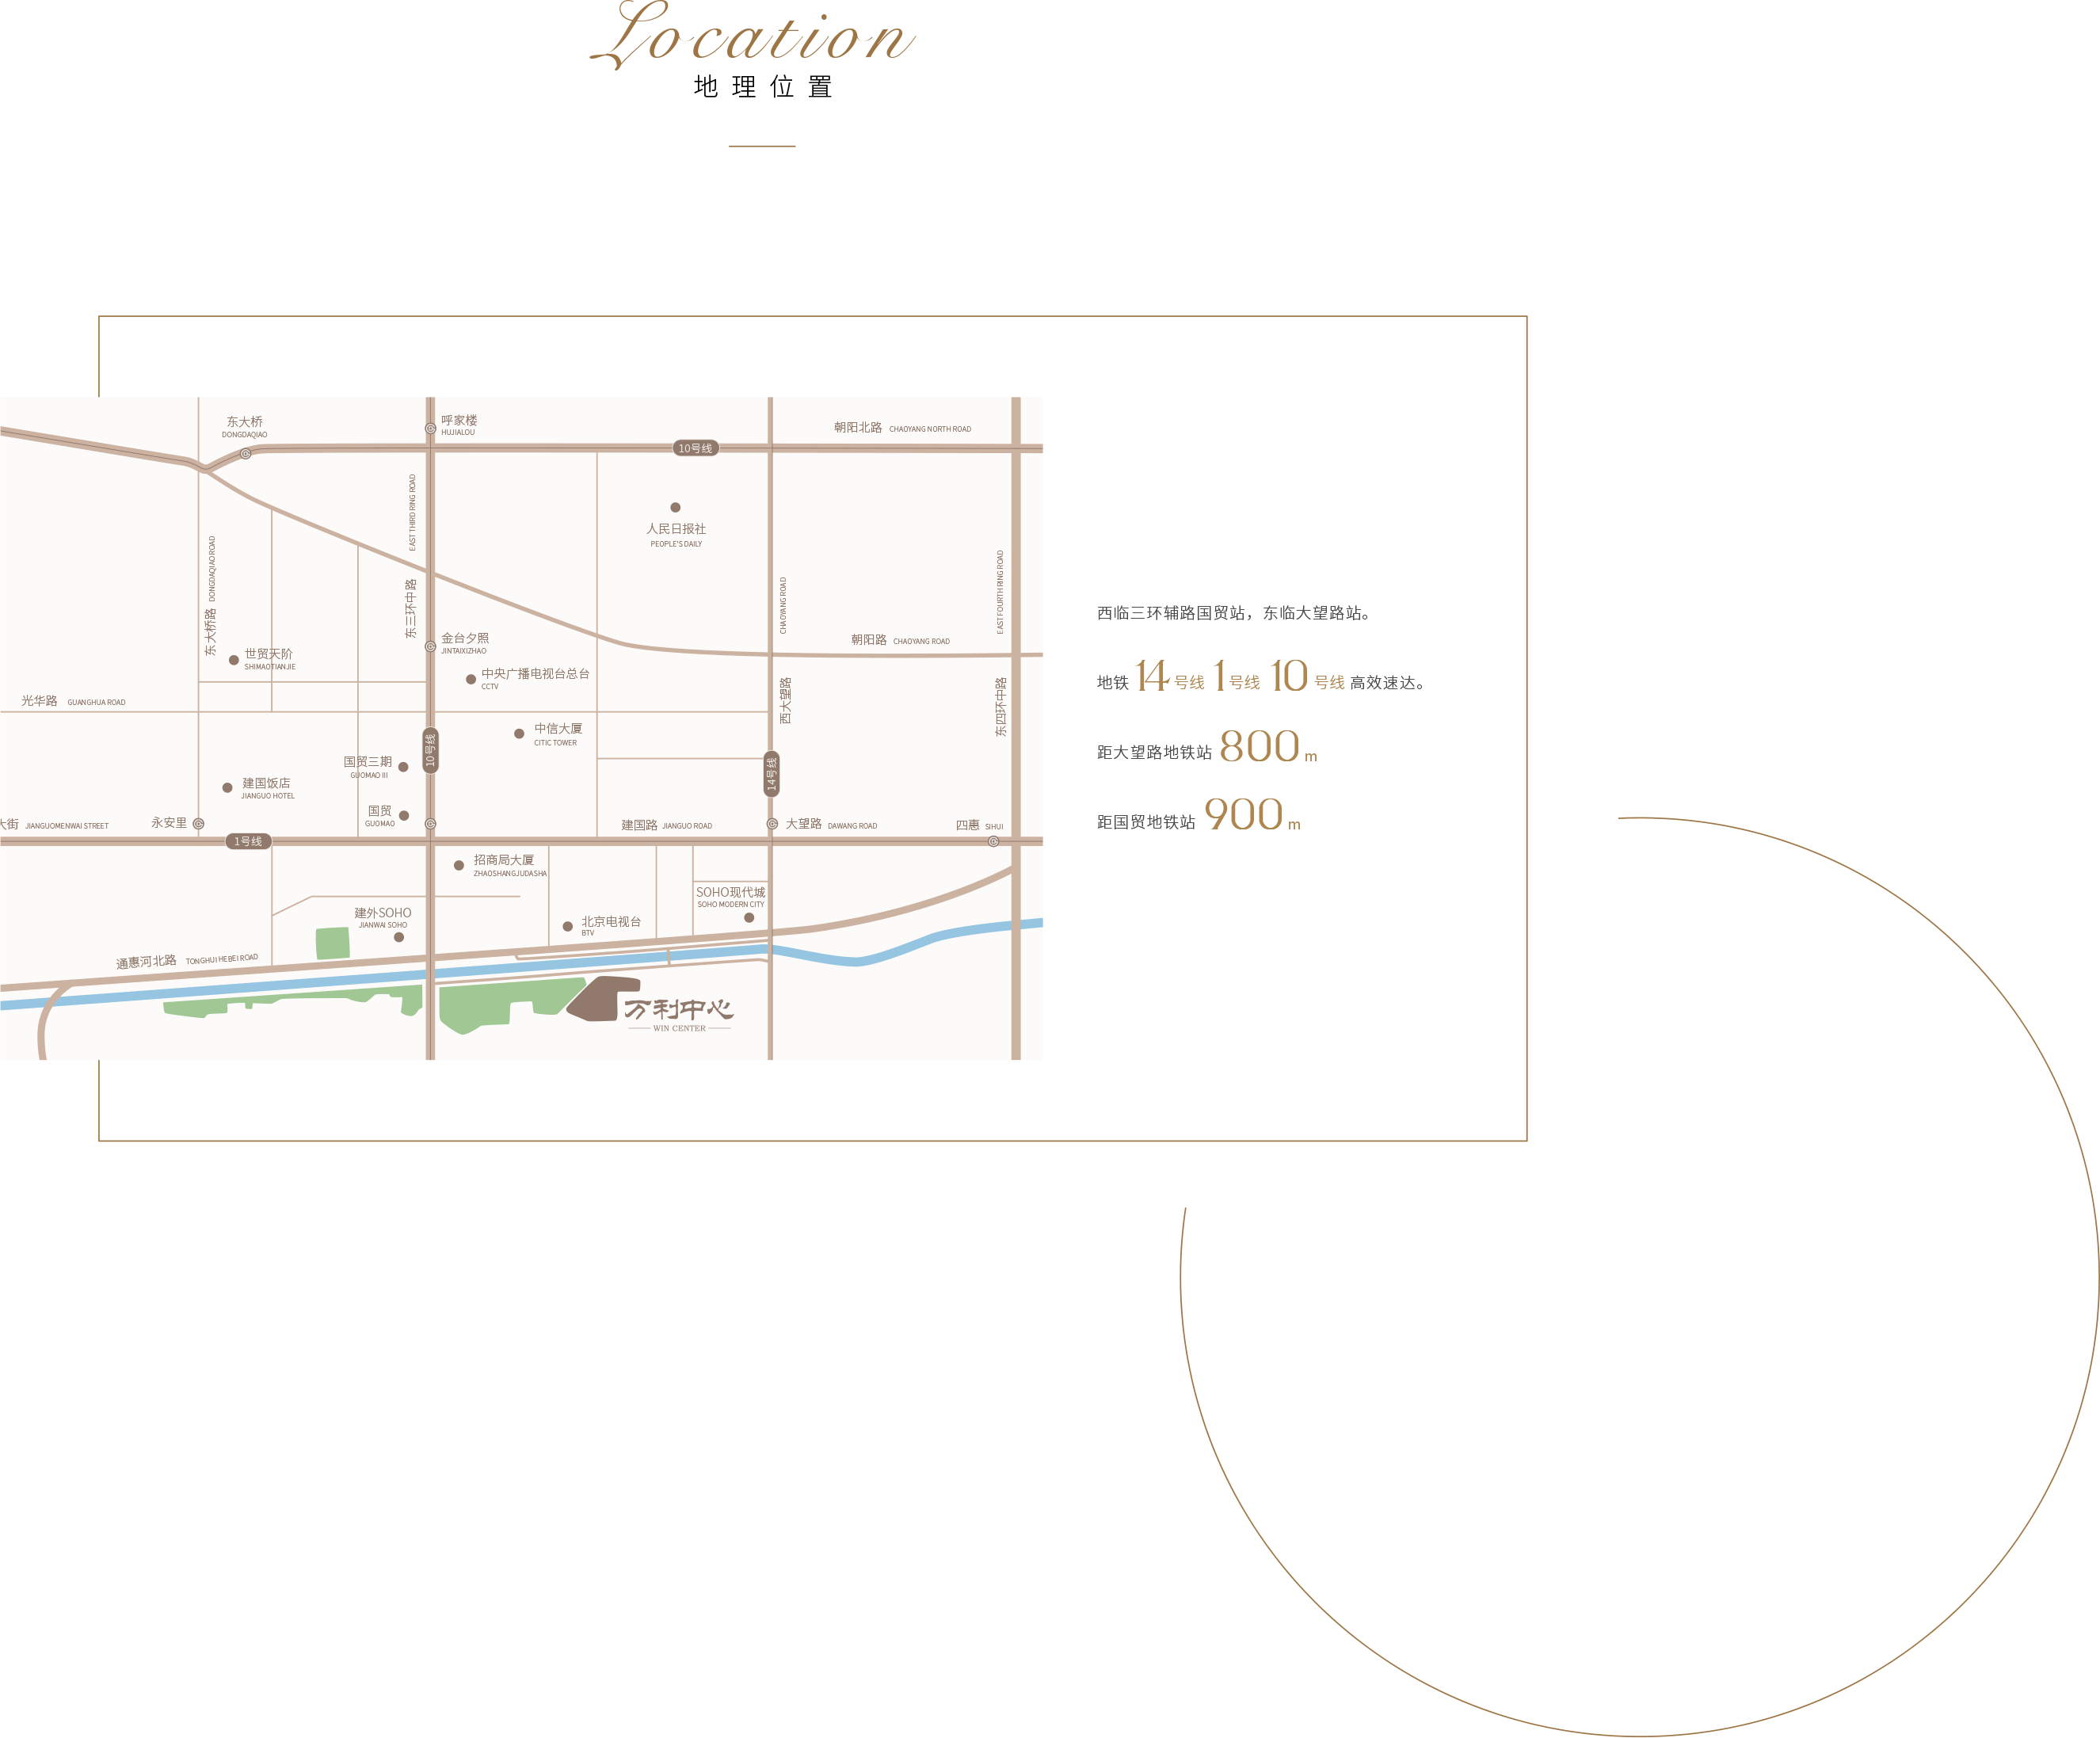 Location
地理位置
东大桥
DONGDAQIAO
呼家楼
HUJIALOU
朝阳北路 CHAOYANG NORTH ROAD
10号线
EAST THIRD RING ROAD
东三环中路
DONGDAQIAO ROAD
东大桥路
人民日报社
PEOPLE'S DAILY
CHAOYANG ROAD
西大望路
EAST FOURTH RING ROAD
东四环中路
金台夕照
JINTAIXIZHAO
朝阳路 CHAOYANG ROAD
世贸天阶
SHIMAOTIANJIE
中央广播电视台总台
CCTV
光华路 GUANGHUA ROAD
中信大厦
CITIC TOWER
10号线
14号线
国贸三期
GUOMAO III
建国饭店
JIANGUO HOTEL
国贸
GUOMAO
大街 JIANGUOMENWAI STREET
永安里
建国路 JIANGUO ROAD
大望路 DAWANG ROAD
四惠 SIHUI
1号线
招商局大厦
ZHAOSHANGJUDASHA
SOHO现代城
SOHO MODERN CITY
建外SOHO
JIANWAI SOHO
北京电视台
BTV
通惠河北路 TONGHUI HEBEI ROAD
万利中心
WIN CENTER
西临三环辅路国贸站，东临大望路站。
地铁 14号线 1号线 10号线 高效速达。
距大望路地铁站 800 m
距国贸地铁站 900 m